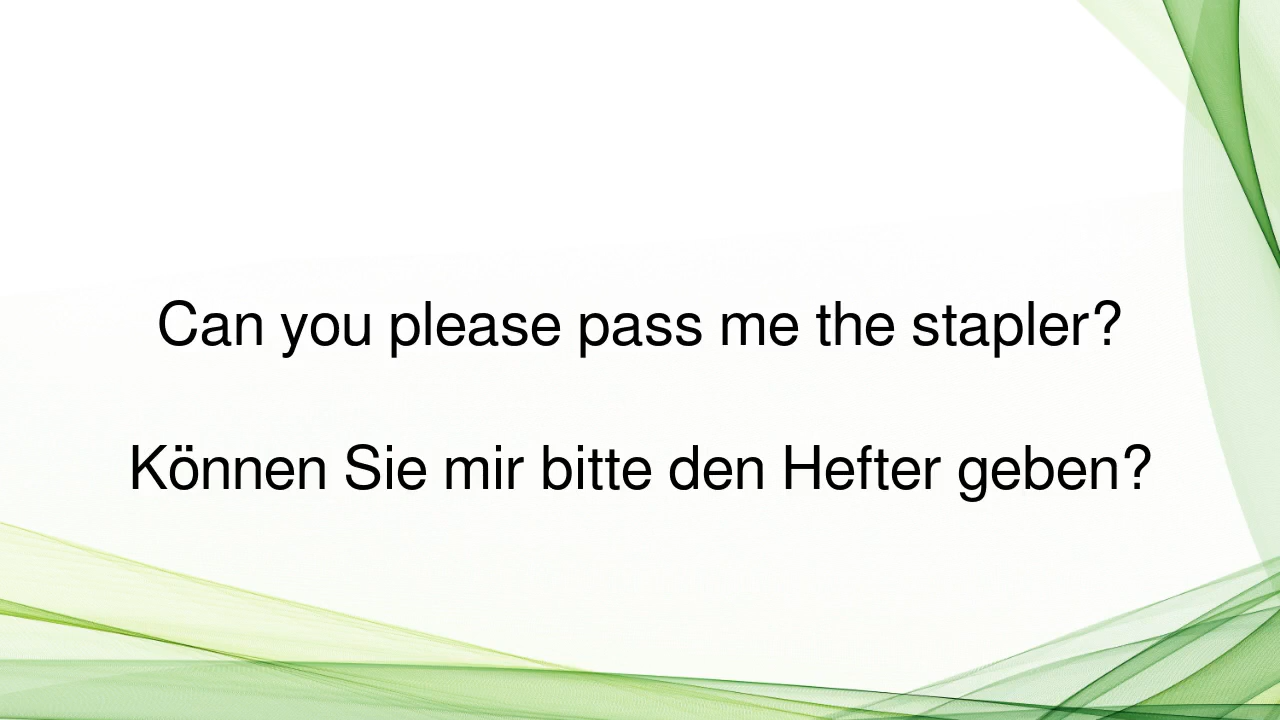 Can you please pass me the stapler?
Können Sie mir bitte den Hefter geben?